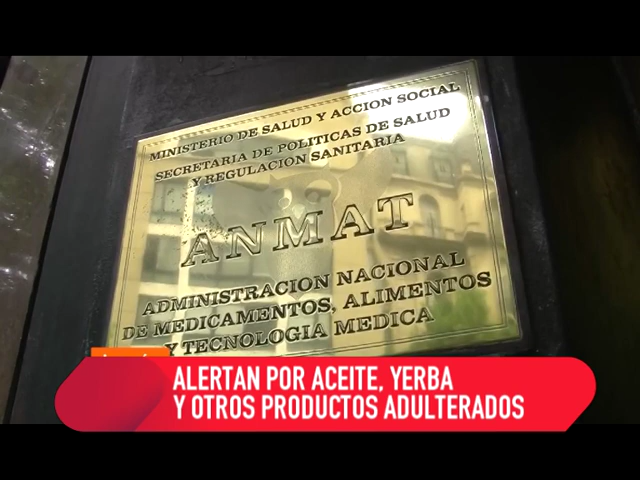 MINISTERIO DE SALUD Y ACCION SOCIAL
SECRETARIA DE POLITICAS DE SALUD
Y REGULACION SANITARIA
ANMAT
ADMINISTRACION NACIONAL
DE MEDICAMENTOS, ALIMENTOS
Y TECNOLOGIA MEDICA
ALERTAN POR ACEITE, YERBA
Y OTROS PRODUCTOS ADULTERADOS